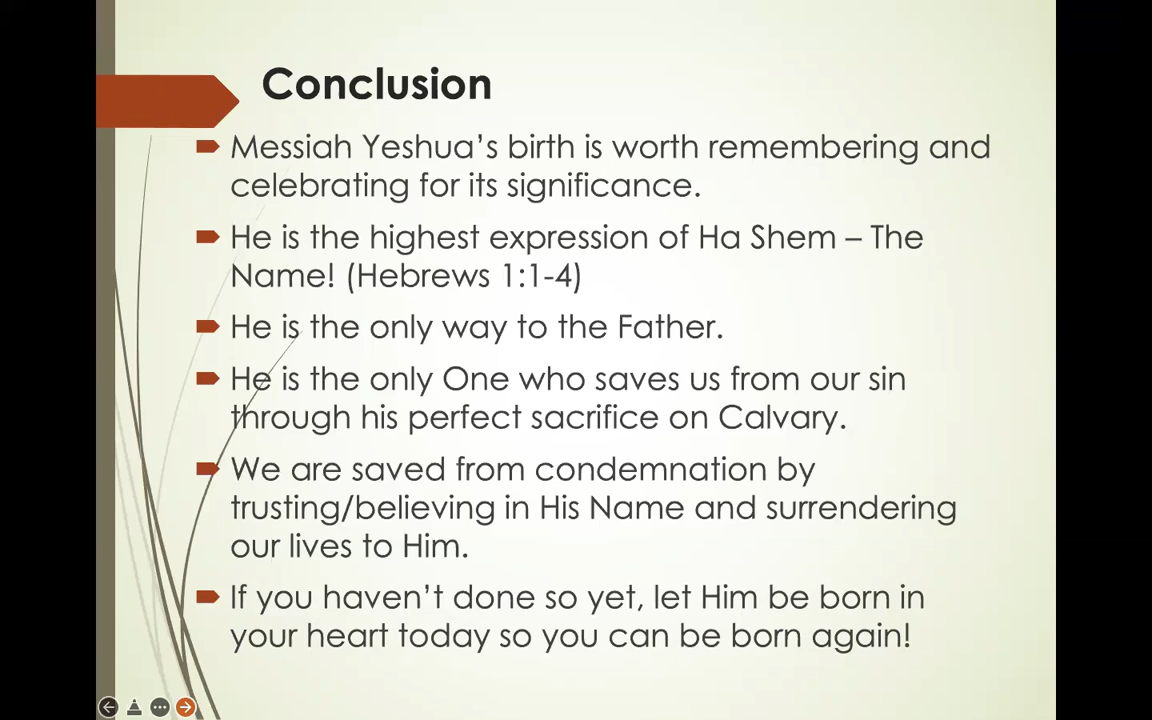 Conclusion
Messiah Yeshua's birth is worth remembering and
celebrating for its significance.
He is the highest expression of Ha Shem – The
Name! (Hebrews 1:1-4)
He is the only way to the Father.
He is the only One who saves us from our sin
through his perfect sacrifice on Calvary.
We are saved from condemnation by
trusting/believing in His Name and surrendering
our lives to Him.
If you haven't done so yet, let Him be born in
your heart today so you can be born again!